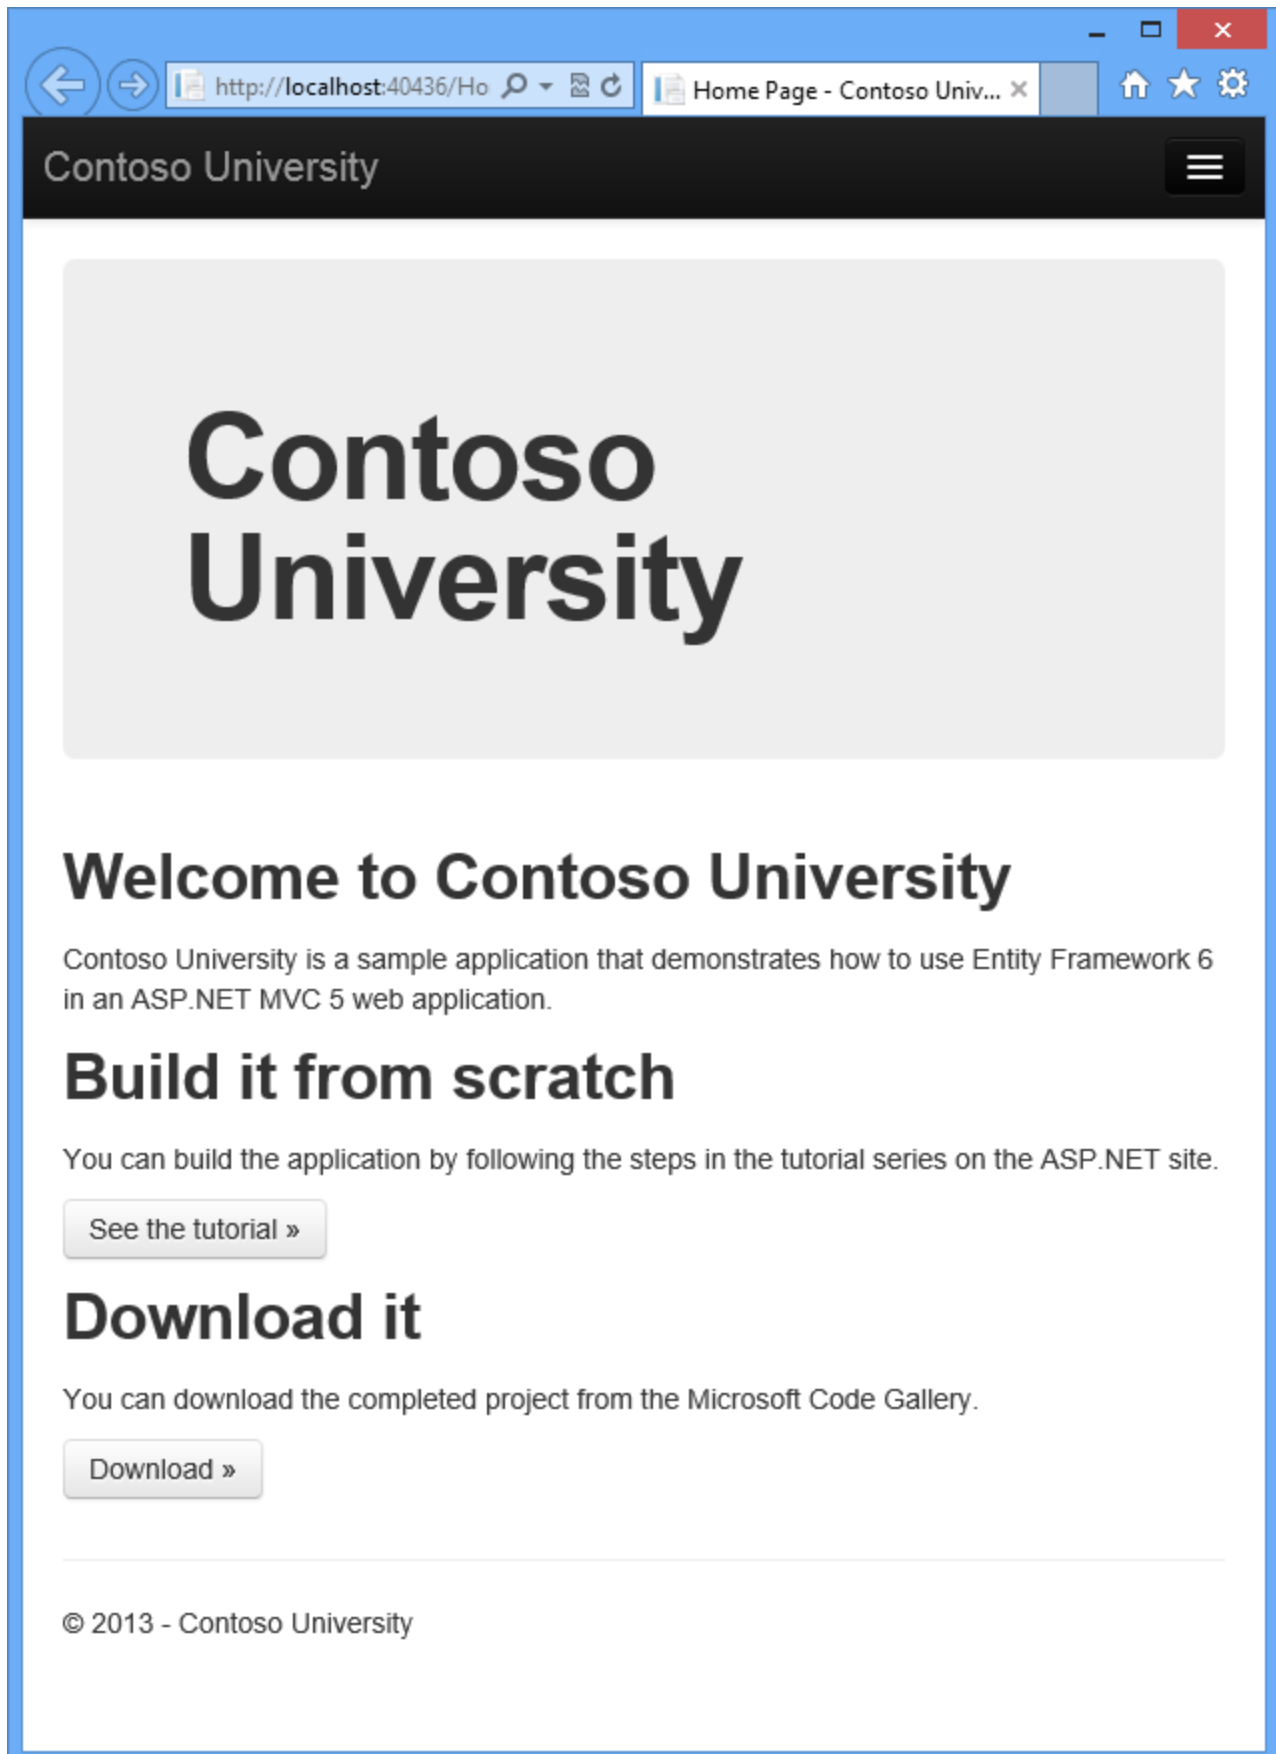 http://localhost:40436/Ho
Home Page - Contoso Univ...
Contoso University
Contoso
University
Welcome to Contoso University
Contoso University is a sample application that demonstrates how to use Entity Framework 6
in an ASP.NET MVC 5 web application.
Build it from scratch
You can build the application by following the steps in the tutorial series on the ASP.NET site.
See the tutorial »
Download it
You can download the completed project from the Microsoft Code Gallery.
Download »
© 2013 - Contoso University